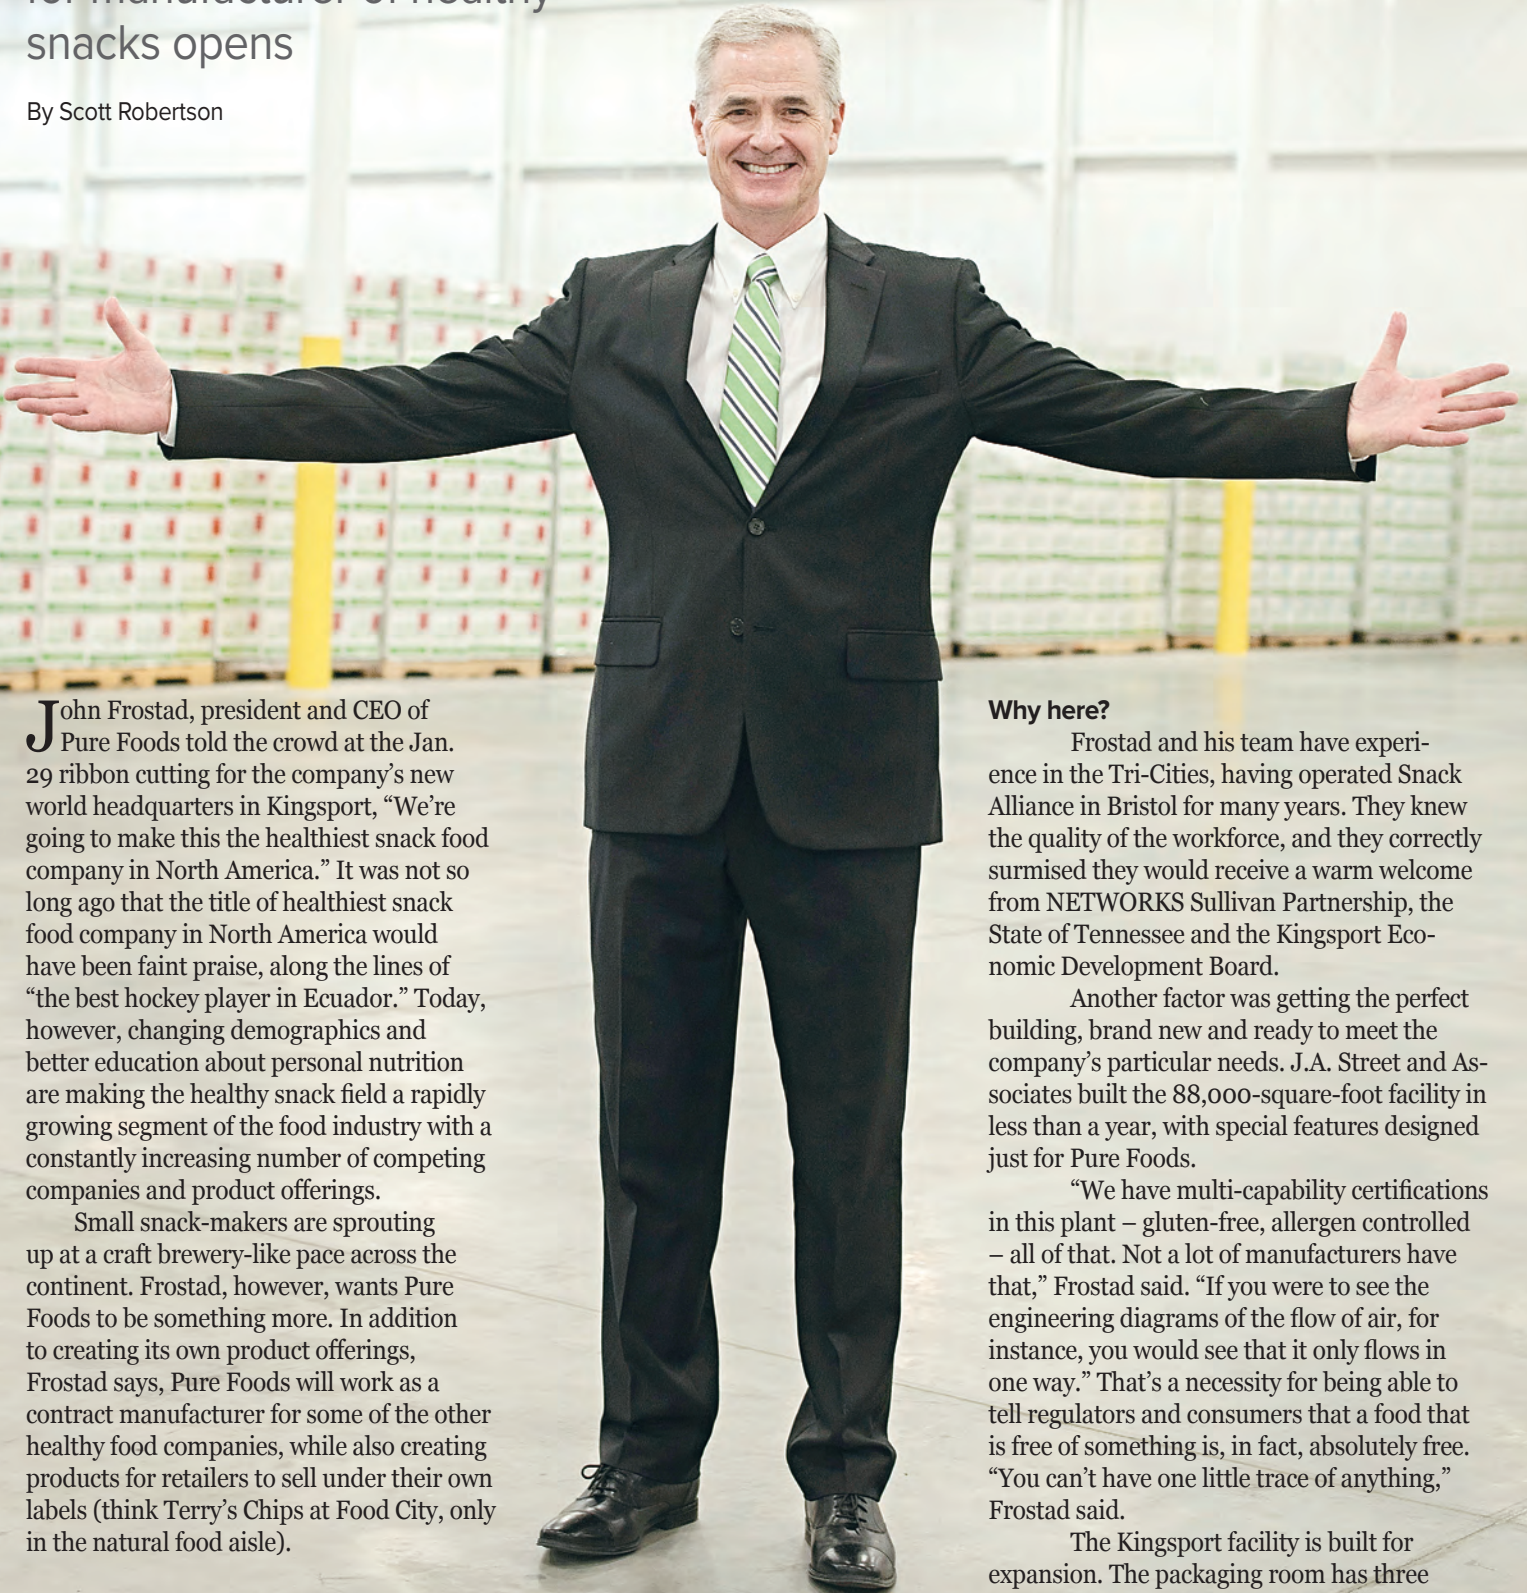 for manufacturer of healthy
snacks opens
By Scott Robertson
John Frostad, president and CEO of
Pure Foods told the crowd at the Jan.
29 ribbon cutting for the company’s new
world headquarters in Kingsport, “We’re
going to make this the healthiest snack food
company in North America.” It was not so
long ago that the title of healthiest snack
food company in North America would
have been faint praise, along the lines of
“the best hockey player in Ecuador.” Today,
however, changing demographics and
better education about personal nutrition
are making the healthy snack field a rapidly
growing segment of the food industry with a
constantly increasing number of competing
companies and product offerings.
Small snack-makers are sprouting
up at a craft brewery-like pace across the
continent. Frostad, however, wants Pure
Foods to be something more. In addition
to creating its own product offerings,
Frostad says, Pure Foods will work as a
contract manufacturer for some of the other
healthy food companies, while also creating
products for retailers to sell under their own
labels (think Terry’s Chips at Food City, only
in the natural food aisle).
Why here?
Frostad and his team have experi-
ence in the Tri-Cities, having operated Snack
Alliance in Bristol for many years. They knew
the quality of the workforce, and they correctly
surmised they would receive a warm welcome
from NETWORKS Sullivan Partnership, the
State of Tennessee and the Kingsport Eco-
nomic Development Board.
Another factor was getting the perfect
building, brand new and ready to meet the
company’s particular needs. J.A. Street and As-
sociates built the 88,000-square-foot facility in
less than a year, with special features designed
just for Pure Foods.
“We have multi-capability certifications
in this plant – gluten-free, allergen controlled
– all of that. Not a lot of manufacturers have
that,” Frostad said. “If you were to see the
engineering diagrams of the flow of air, for
instance, you would see that it only flows in
one way.” That’s a necessity for being able to
tell regulators and consumers that a food that
is free of something is, in fact, absolutely free.
“You can’t have one little trace of anything,”
Frostad said.
The Kingsport facility is built for
expansion. The packaging room has three